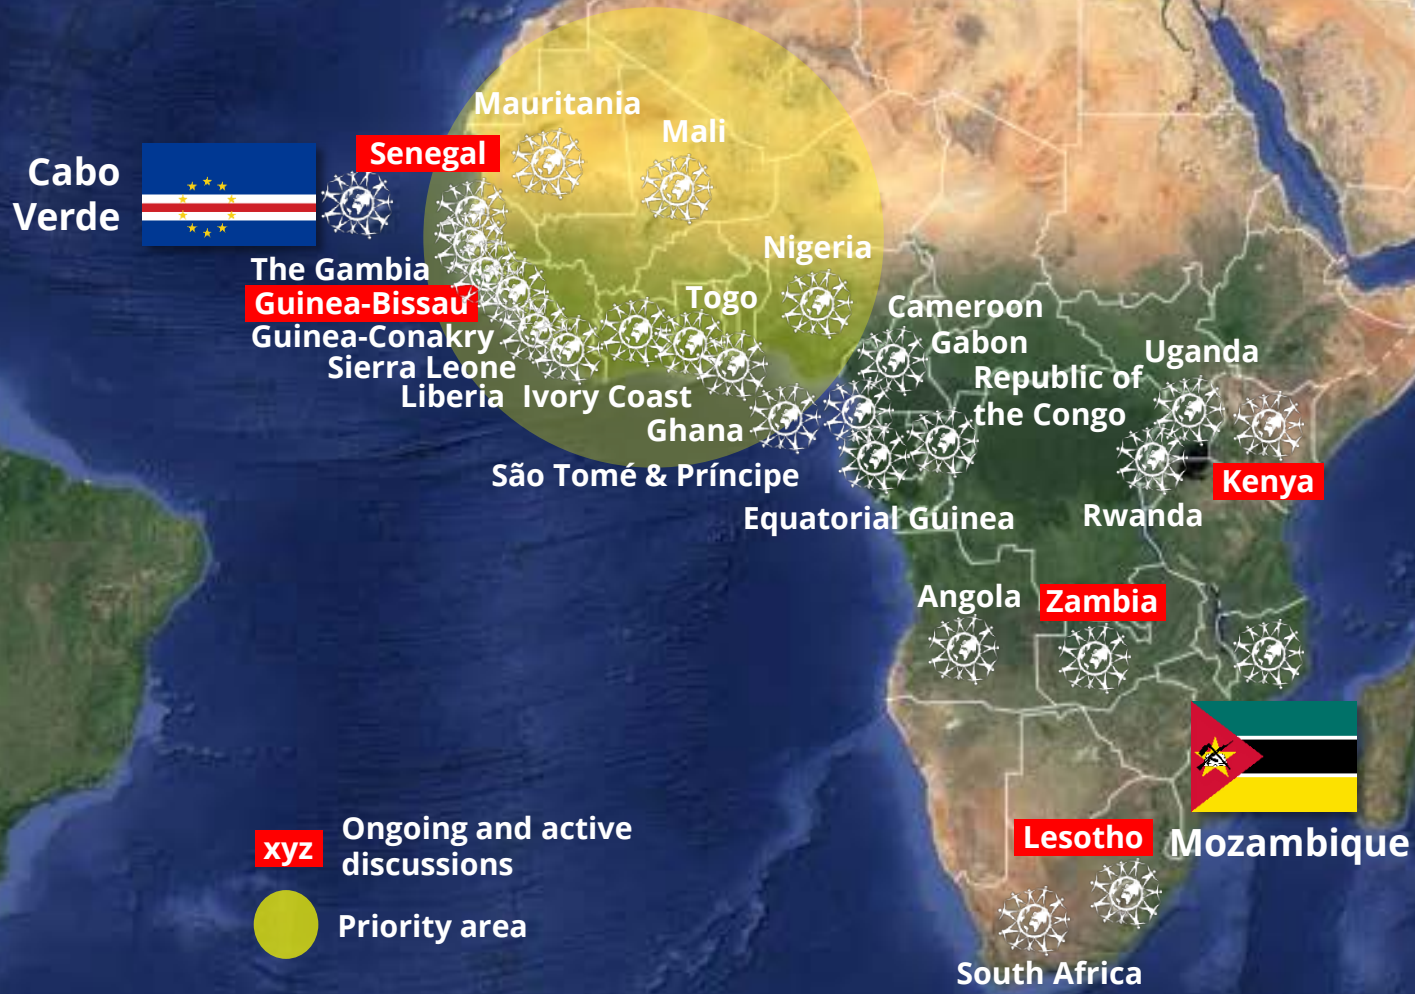 Mauritania
Mali
Senegal
Cabo
Verde
Nigeria
The Gambia
Togo
Guinea-Bissau
Cameroon
Guinea-Conakry
Gabon
Uganda
Sierra Leone
Republic of
the Congo
Liberia
Ivory Coast
Ghana
São Tomé & Príncipe
Kenya
Equatorial Guinea
Rwanda
Angola
Zambia
Lesotho
Mozambique
xyz
Ongoing and active
discussions
Priority area
South Africa